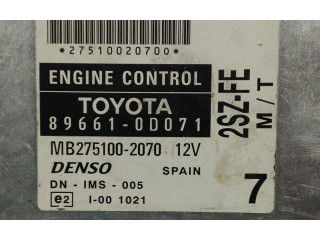 *27510020700*
ENGINE CONTROL
TOYOTA
89661-0D071
MB275100-2070 12V
DENSO SPAIN
DN - IMS - 005
e2 I-00 1021
2SZ-FE
M/T
7